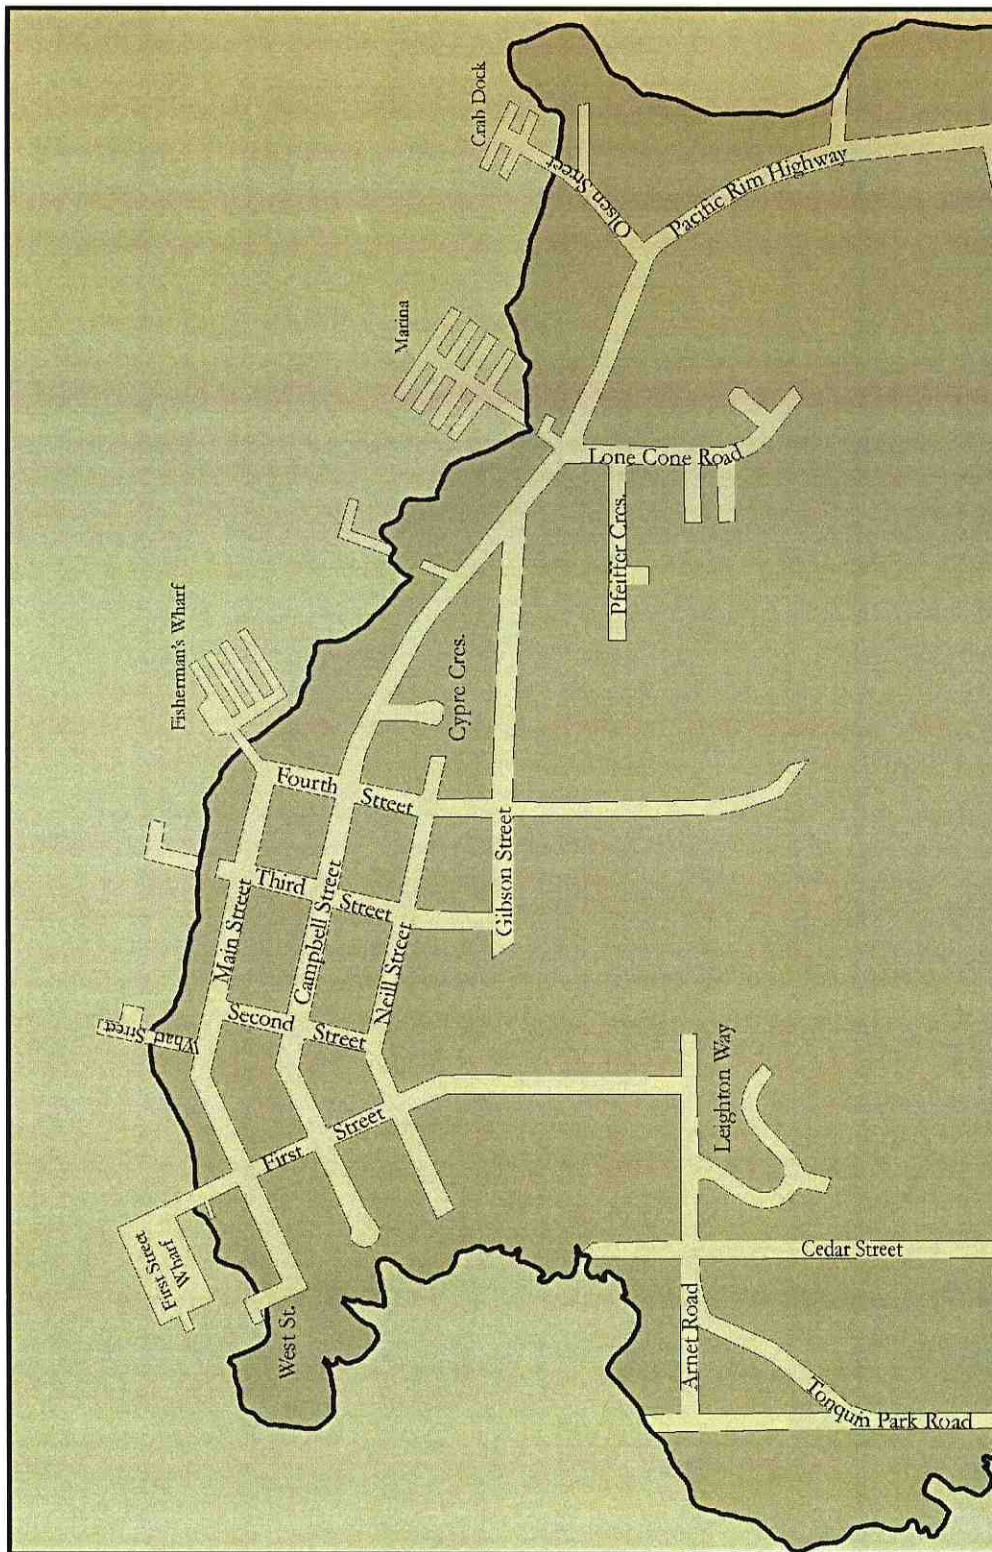 Crab Dock
Olsen Street
Pacific Rim Highway
Marina
Lone Cone Road
Pfeiffer Cres.
Fisherman's Wharf
Cypre Cres.
Fourth Street
Third Street
Main Street
Campbell Street
Neill Street
Gibson Street
Wharf Street
Second Street
First Street
First Street
Wharf
West St.
Leighton Way
Cedar Street
Arnet Road
Tonquin Park Road